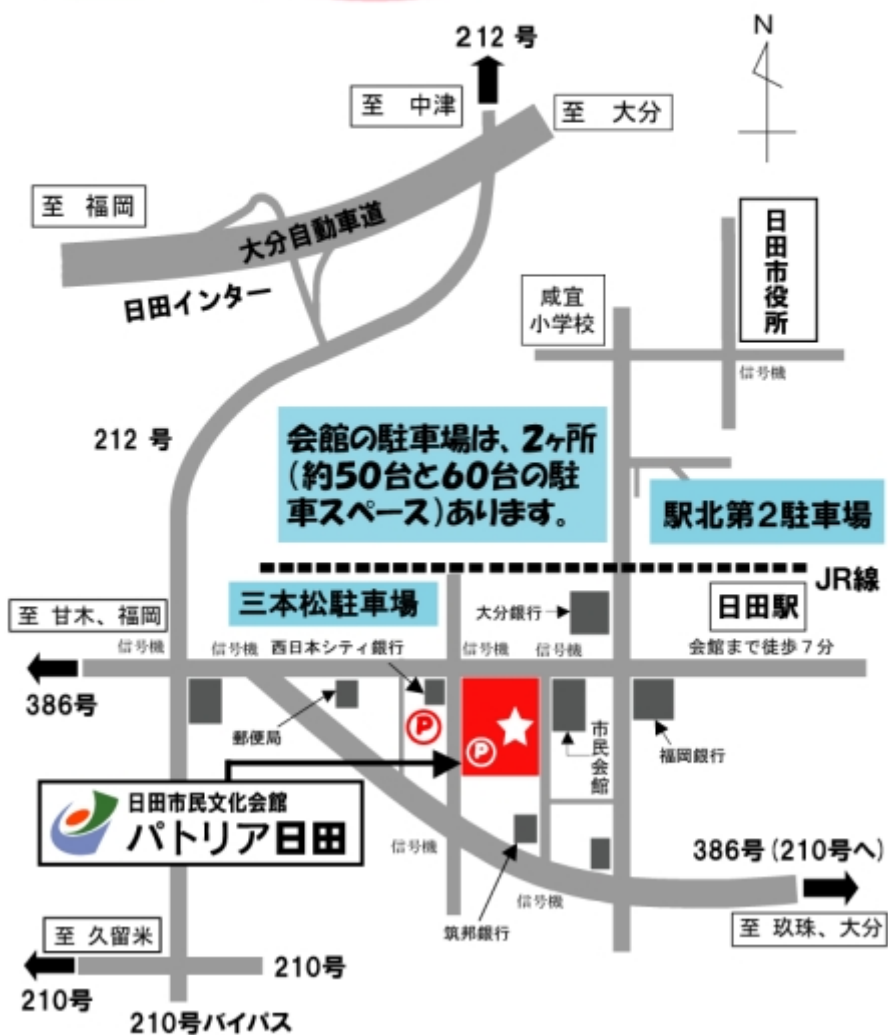 212 号
N
至 中津
至 大分
至 福岡
大分自動車道
日田インター
日田市役所
咸宜
小学校
信号機
212 号
会館の駐車場は、2ヶ所
(約50台と60台の駐
車スペース)あります。
駅北第2駐車場
JR線
三本松駐車場
大分銀行
日田駅
至 甘木、福岡
信号機
信号機
西日本シティ銀行
信号機
信号機
会館まで徒歩7分
386号
郵便局
P
P
市民会館
福岡銀行
日田市民文化会館
パトリア日田
信号機
386号(210号へ)
信号機
筑邦銀行
至 玖珠、大分
至 久留米
210号
210号
210号バイパス